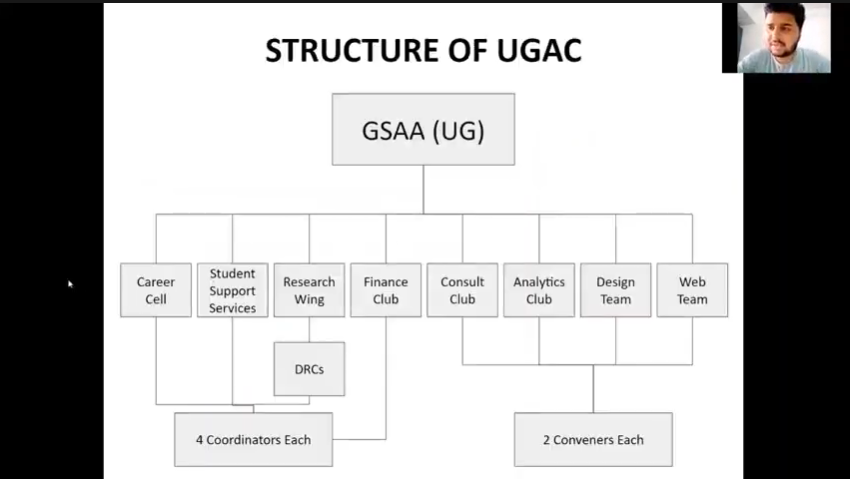 STRUCTURE OF UGAC
GSAA (UG)
Career
Cell
Student
Support
Services
Research
Wing
Finance
Club
Consult
Club
Analytics
Club
Design
Team
Web
Team
DRCs
4 Coordinators Each
2 Conveners Each